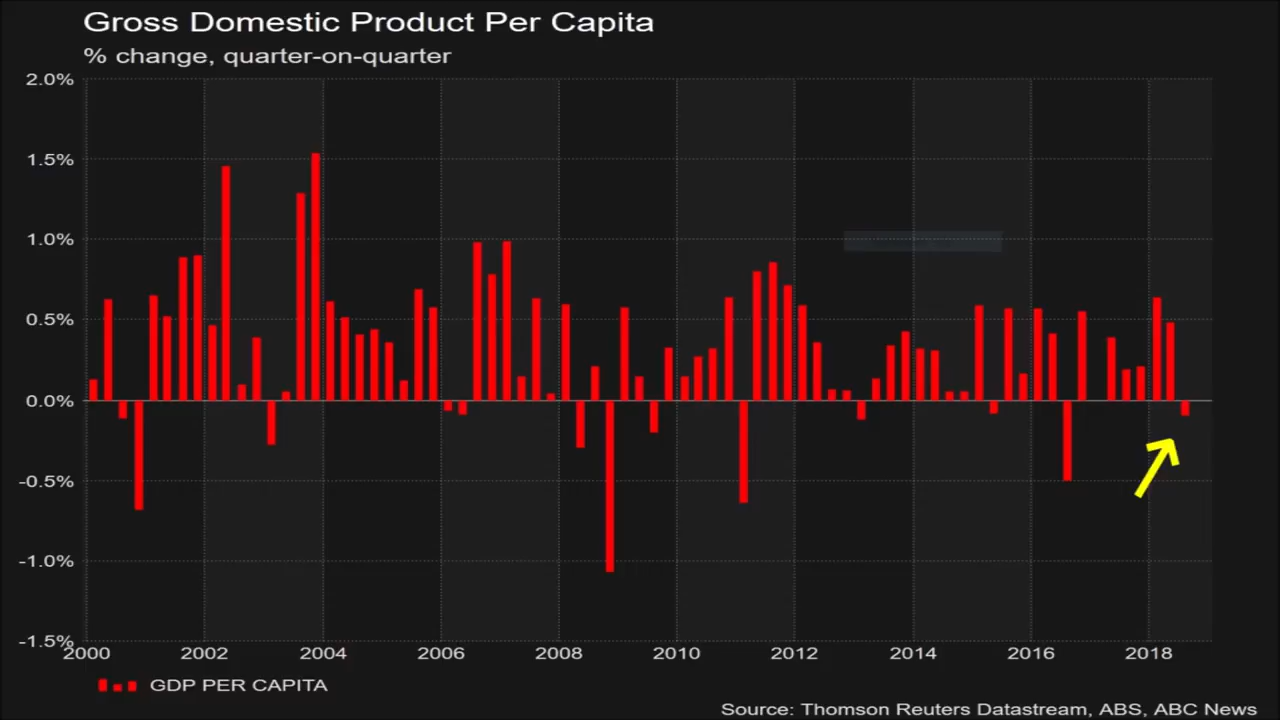 Gross Domestic Product Per Capita
% change, quarter-on-quarter
2.0%
1.5%
1.0%
0.5%
0.0%
-0.5%
-1.0%
-1.5%
2000 2002 2004 2006 2008 2010 2012 2014 2016 2018
GDP PER CAPITA
Source: Thomson Reuters Datastream, ABS, ABC News